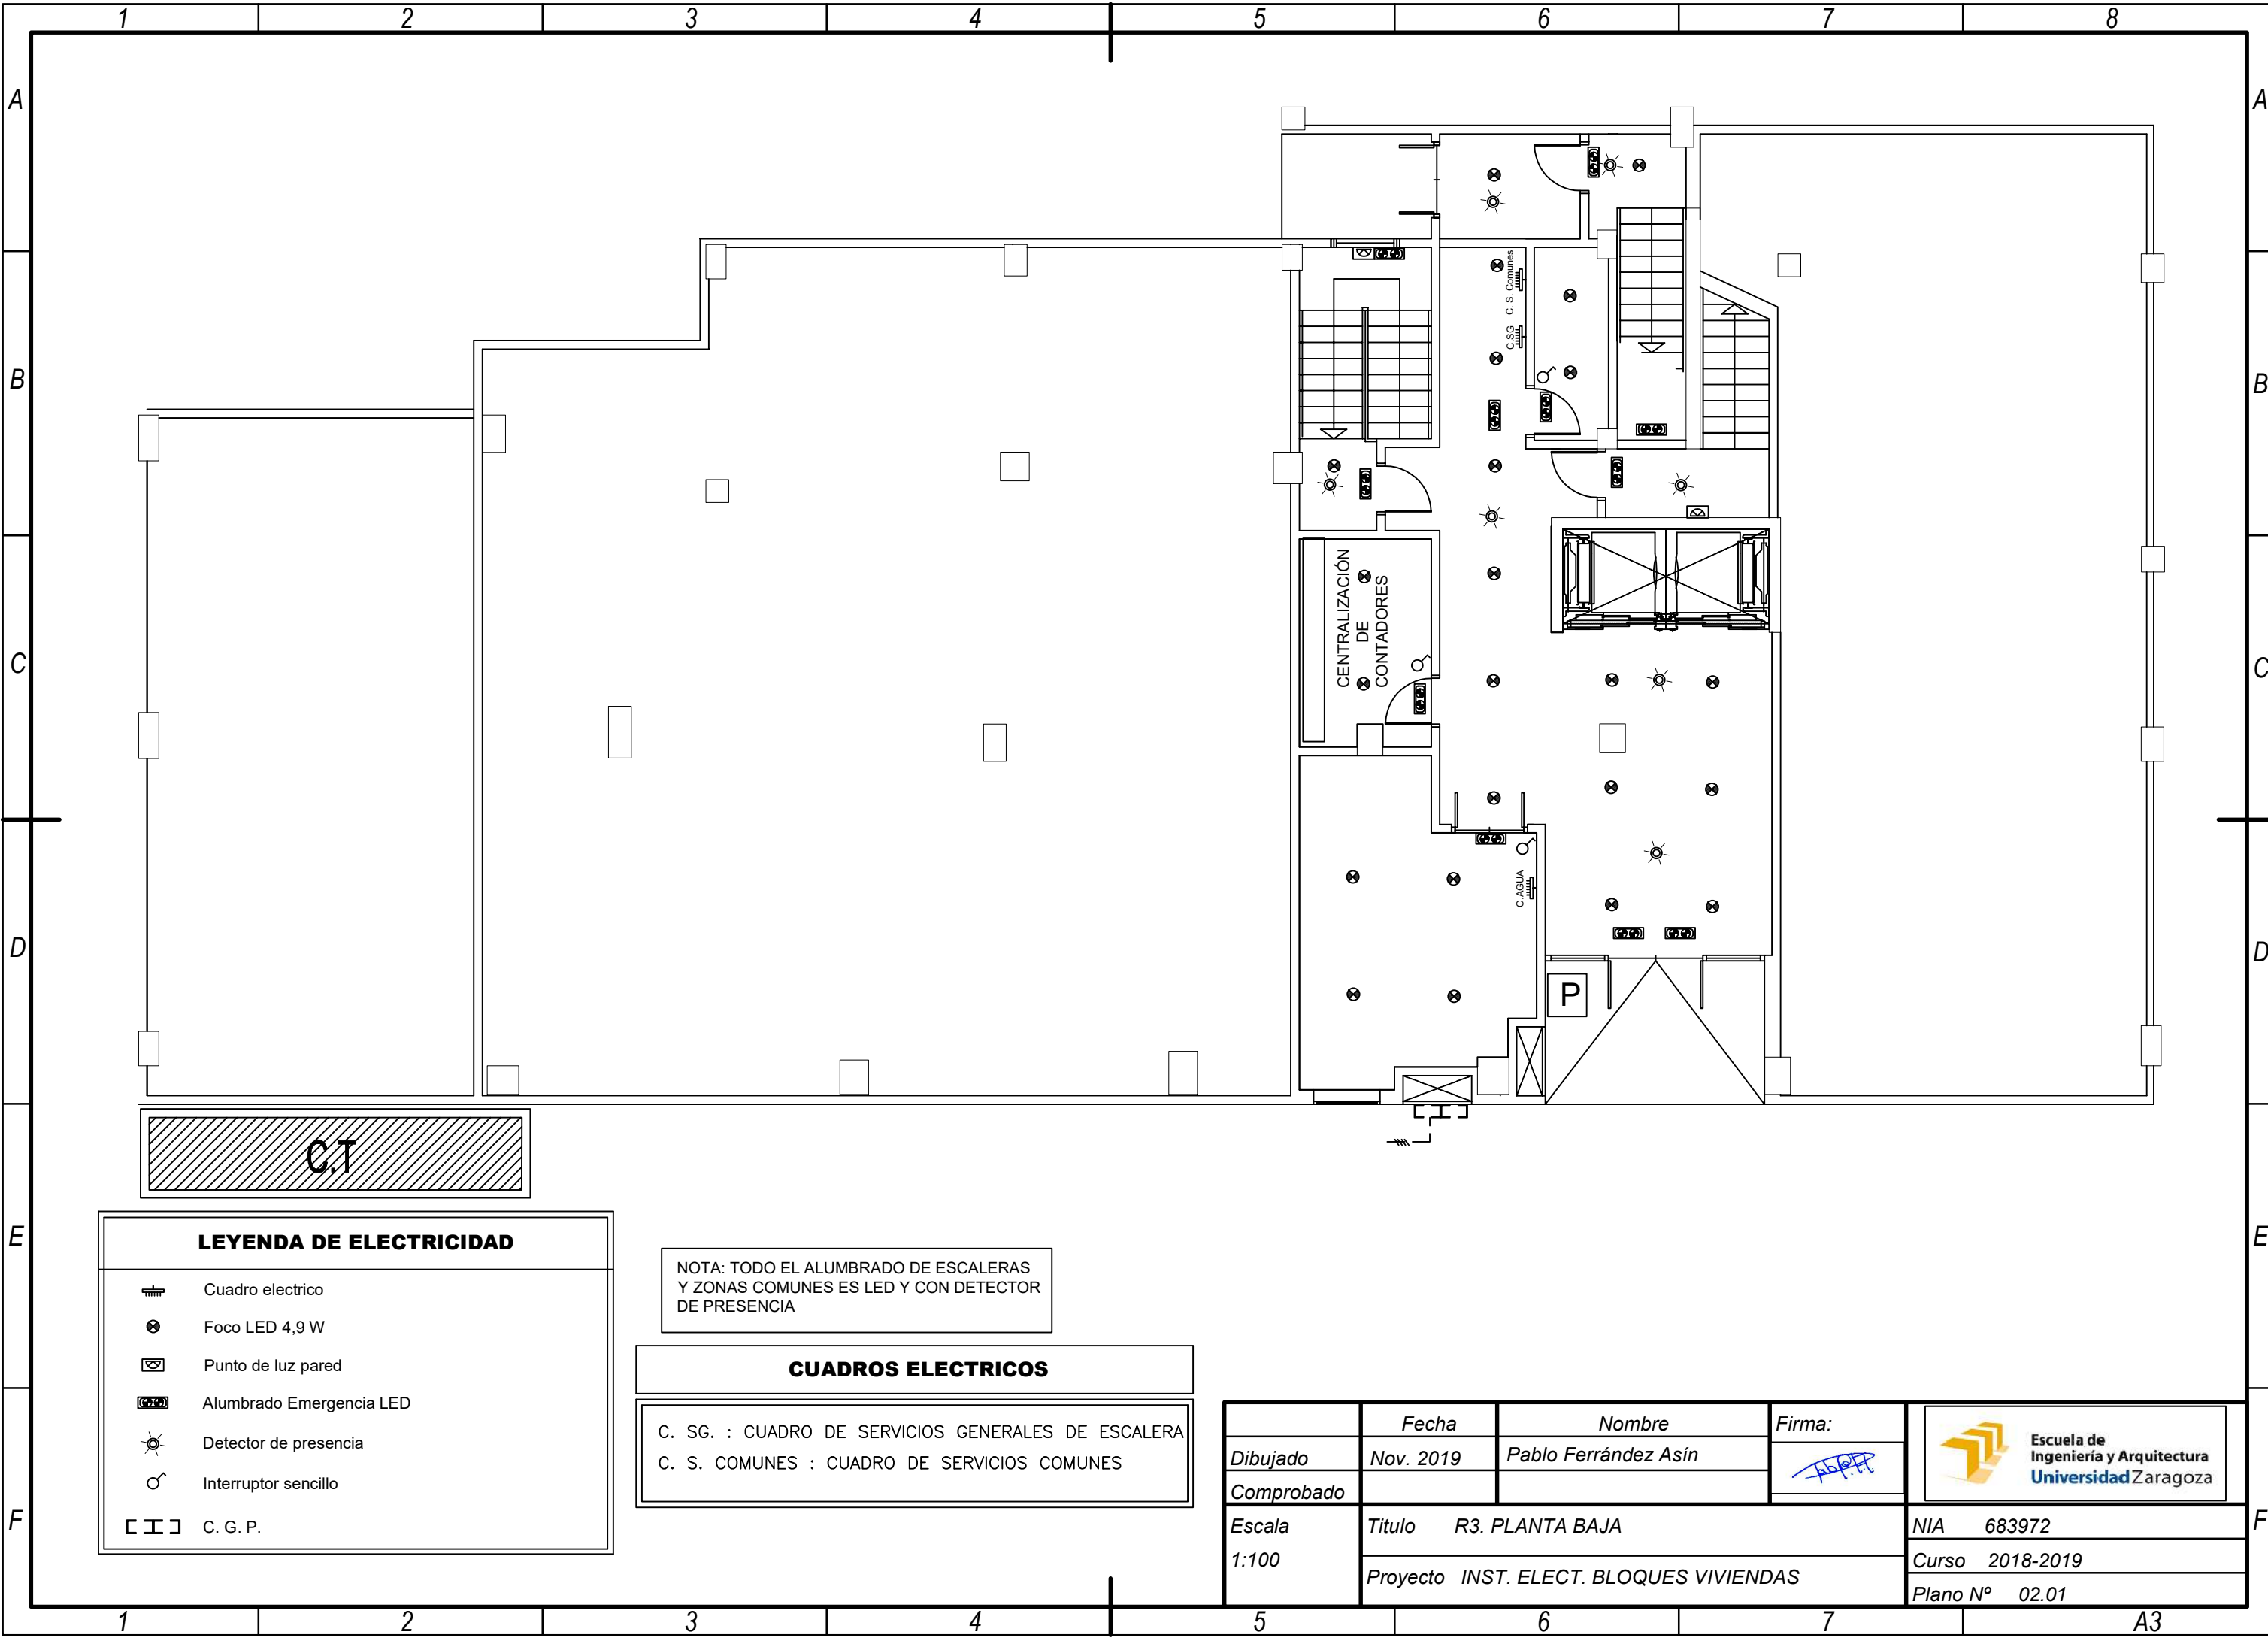 1 2 3 4 5 6 7 8
A
A
B
B
C
C
D
D
E
E
F
F
C. S. Comunes
C.SG
CENTRALIZACIÓN
DE
CONTADORES
C.AGUA
P
C.T
LEYENDA DE ELECTRICIDAD
Cuadro electrico
Foco LED 4,9 W
Punto de luz pared
Alumbrado Emergencia LED
Detector de presencia
Interruptor sencillo
C. G. P.
NOTA: TODO EL ALUMBRADO DE ESCALERAS
Y ZONAS COMUNES ES LED Y CON DETECTOR
DE PRESENCIA
CUADROS ELECTRICOS
C. SG. : CUADRO DE SERVICIOS GENERALES DE ESCALERA
C. S. COMUNES : CUADRO DE SERVICIOS COMUNES
Fecha Nombre Firma:
Dibujado Nov. 2019 Pablo Ferrández Asín
Comprobado
Escala
1:100
Titulo R3. PLANTA BAJA
Proyecto INST. ELECT. BLOQUES VIVIENDAS
Escuela de
Ingeniería y Arquitectura
Universidad Zaragoza
NIA 683972
Curso 2018-2019
Plano Nº 02.01
1 2 3 4 5 6 7 A3